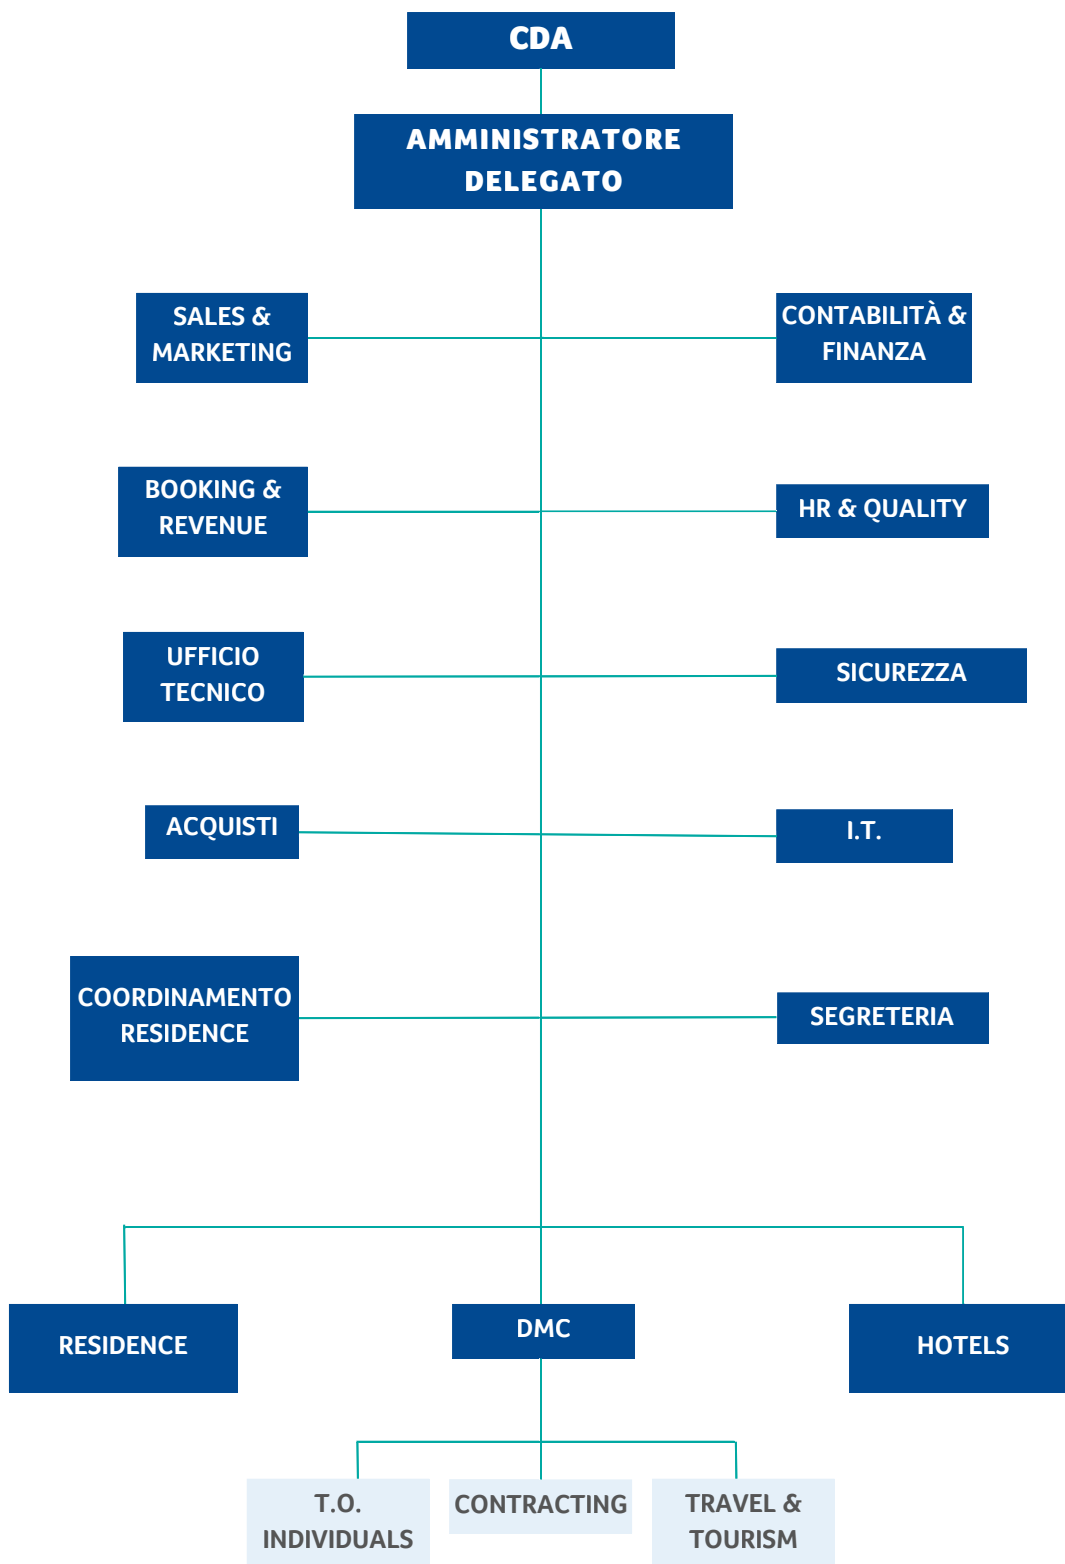 CDA
AMMINISTRATORE
DELEGATO
SALES &
MARKETING
CONTABILITÀ &
FINANZA
BOOKING &
REVENUE
HR & QUALITY
UFFICIO
TECNICO
SICUREZZA
ACQUISTI
I.T.
COORDINAMENTO
RESIDENCE
SEGRETERIA
RESIDENCE
DMC
HOTELS
T.O.
INDIVIDUALS
CONTRACTING
TRAVEL &
TOURISM